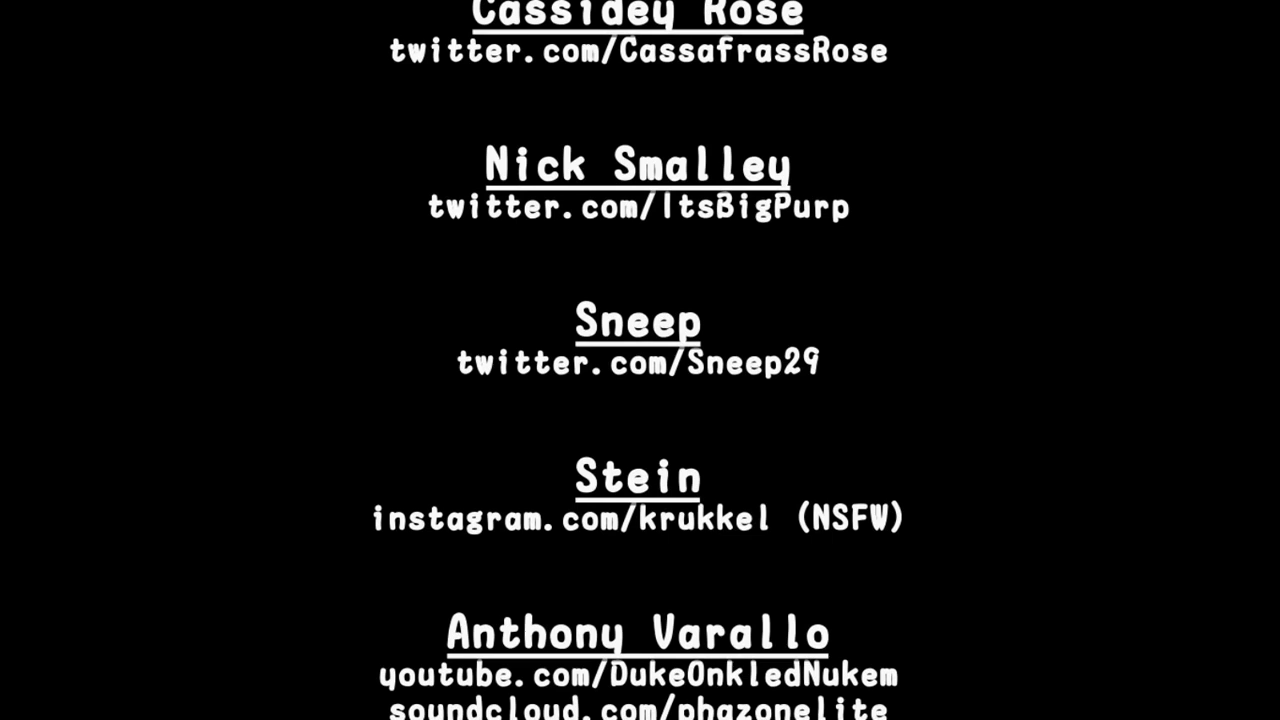 Cassidey Rose
twitter.com/CassafrassRose
Nick Smalley
twitter.com/ItsBigPurp
Sneep
twitter.com/Sneep29
Stein
instagram.com/krukkel (NSFW)
Anthony Varallo
youtube.com/DukeOnkledNukem
soundcloud.com/phazonelite